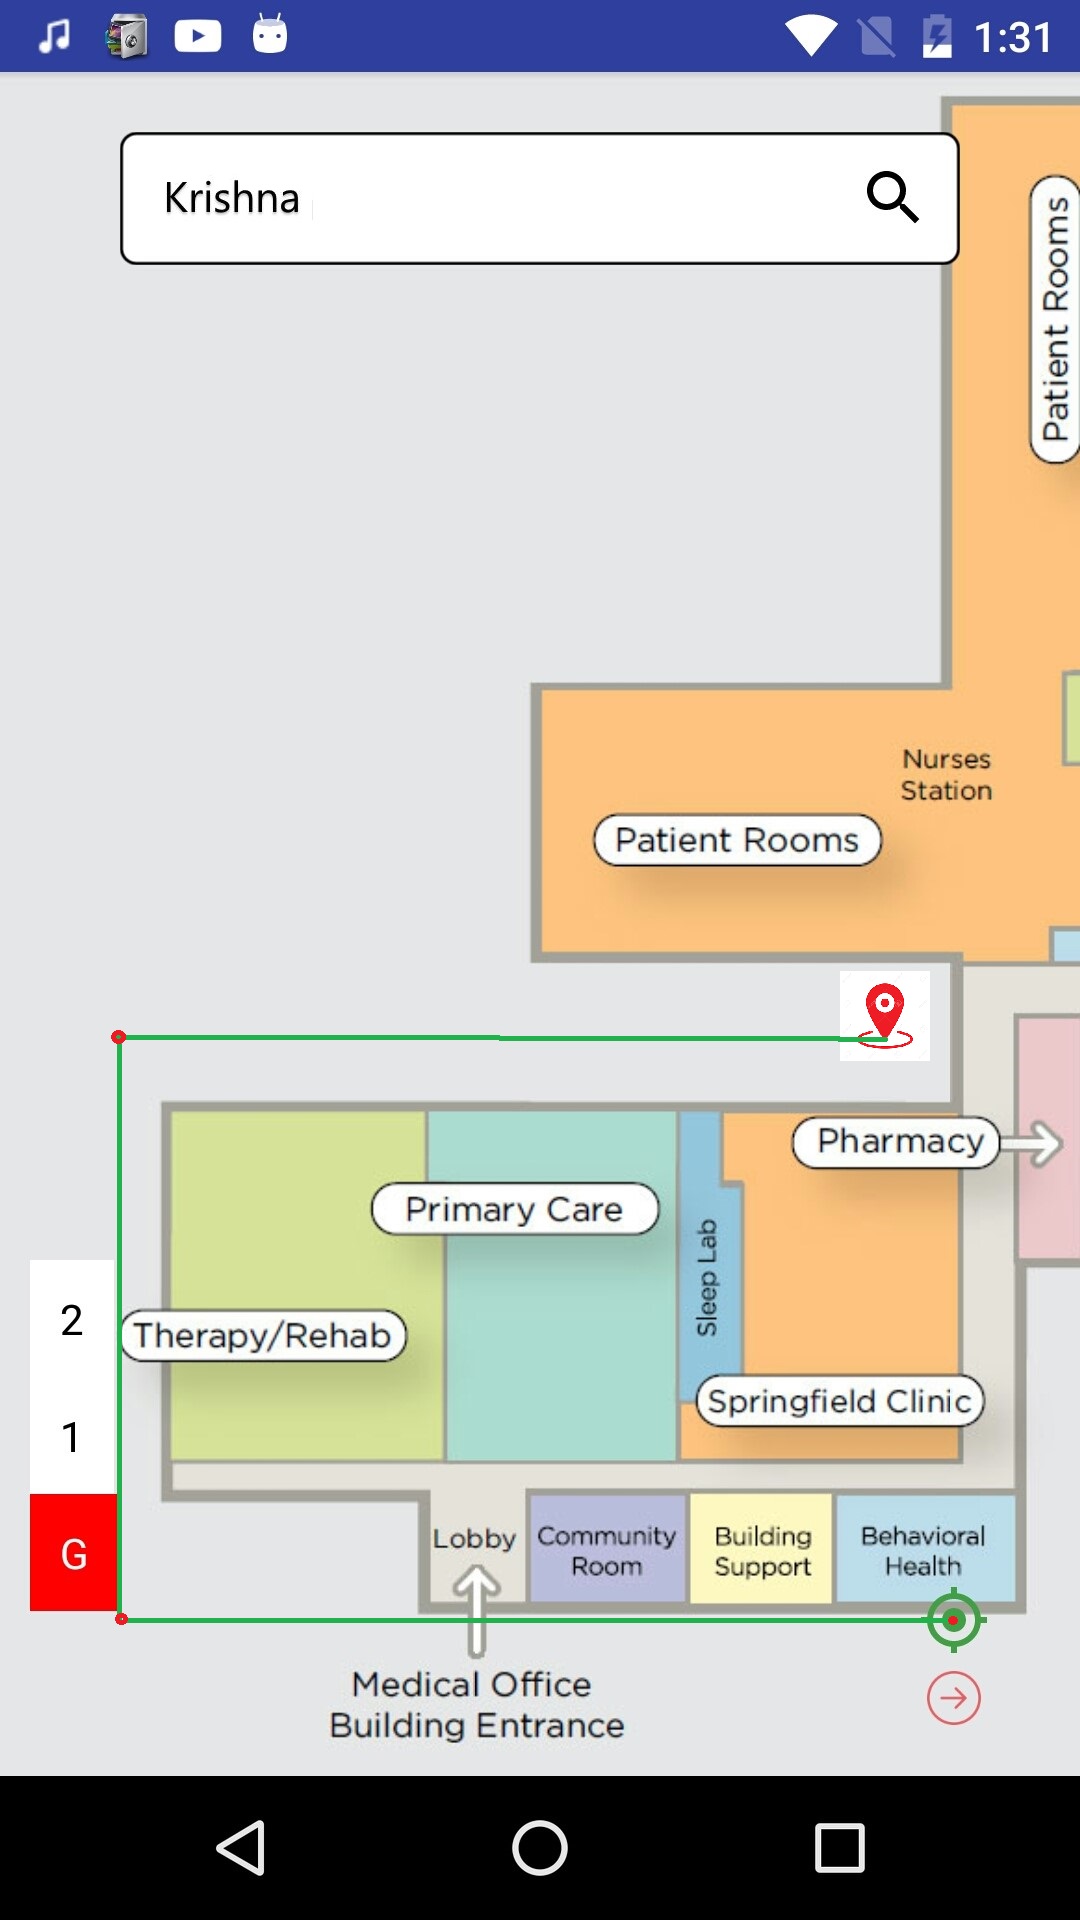 1:31
Krishna
Patient Rooms
Nurses
Station
Patient Rooms
Pharmacy
Primary Care
Sleep Lab
2
Therapy/Rehab
Springfield Clinic
1
G
Lobby
Community
Room
Building
Support
Behavioral
Health
Medical Office
Building Entrance